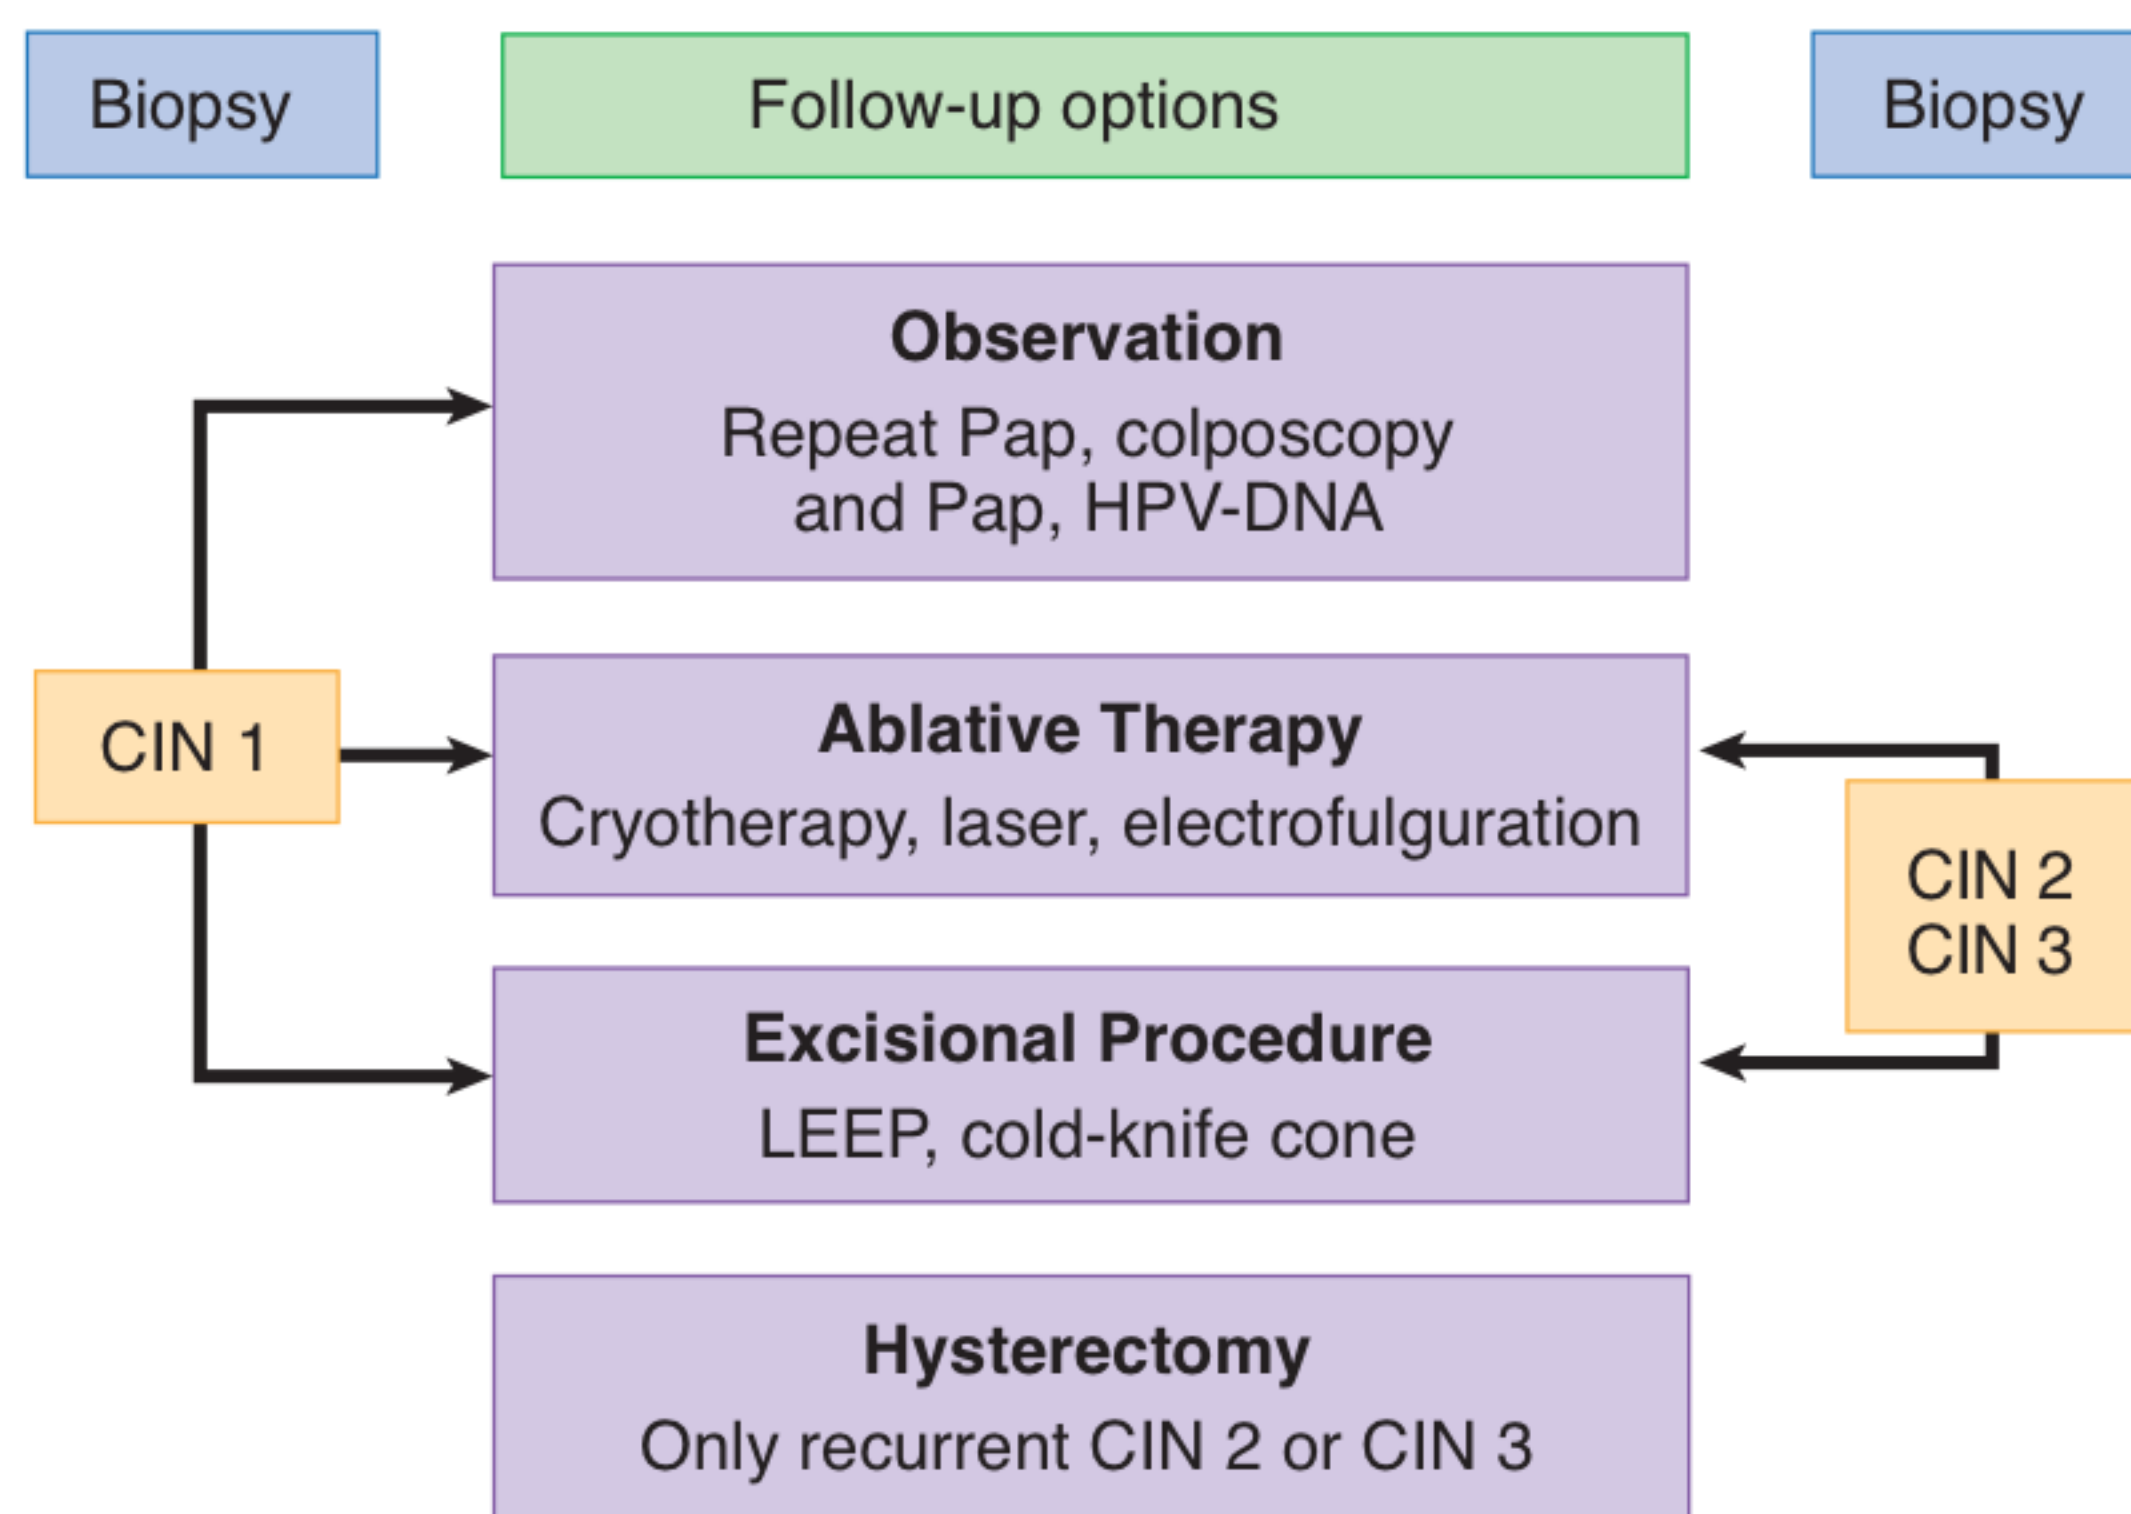 Biopsy
Follow-up options
Biopsy
Observation
Repeat Pap, colposcopy
and Pap, HPV-DNA
CIN 1
Ablative Therapy
Cryotherapy, laser, electrofulguration
CIN 2
CIN 3
Excisional Procedure
LEEP, cold-knife cone
Hysterectomy
Only recurrent CIN 2 or CIN 3